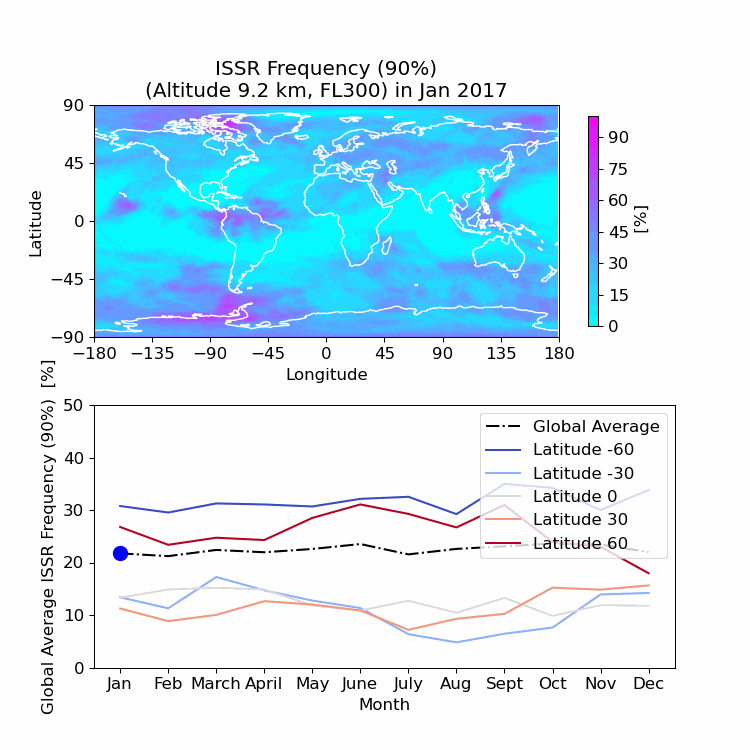 ISSR Frequency (90%)
(Altitude 9.2 km, FL300) in Jan 2017
90
45
0
−45
−90
Latitude
−180 −135 −90 −45 0 45 90 135 180
Longitude
90
75
60
45
30
15
0
[%]
50
40
30
20
10
0
Global Average ISSR Frequency (90%) [%]
Global Average
Latitude -60
Latitude -30
Latitude 0
Latitude 30
Latitude 60
Jan Feb March April May June July Aug Sept Oct Nov Dec
Month